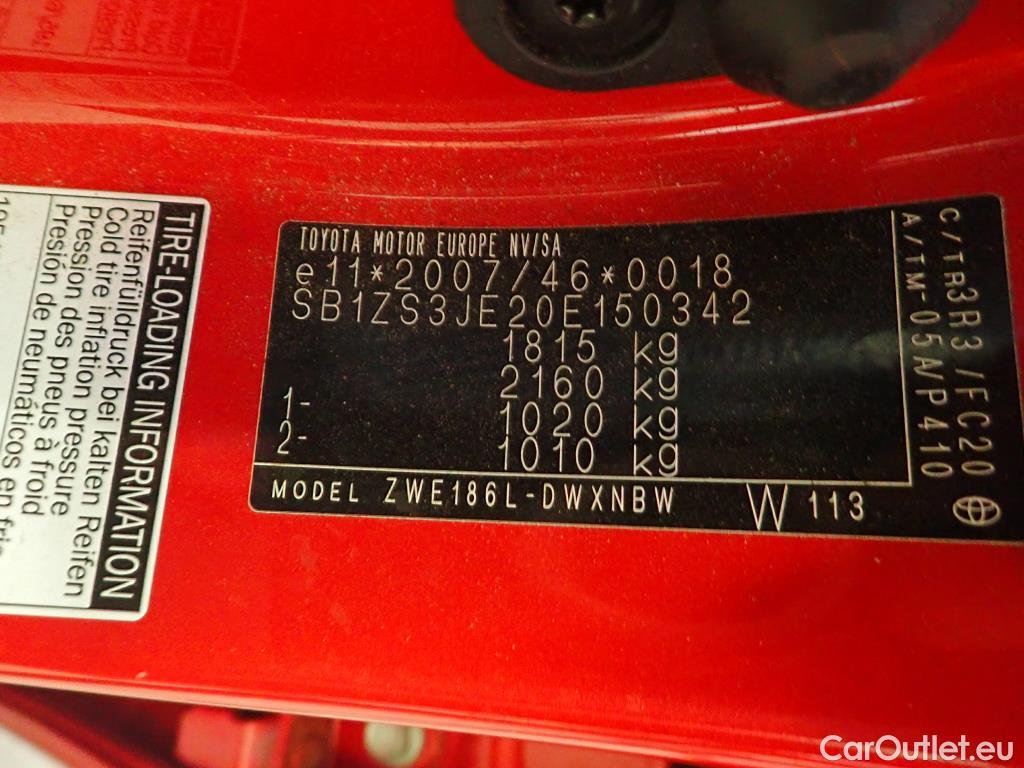 TIRE-LOADING INFORMATION
Reifenfülldruck bei kalten Reifen
Cold tire inflation pressure
Pression des pneus à froid
Presión de neumáticos en
TOYOTA MOTOR EUROPE NV/SA
e11*2007/46*0018
SB1ZS3JE20E150342
1815 kg
2160 kg
1- 1020 kg
2- 1010 kg
C/TR 3R3/FC20
A/TM-05A/P410
MODEL ZWE186L-DWXNBW W 113
CarOutlet.eu